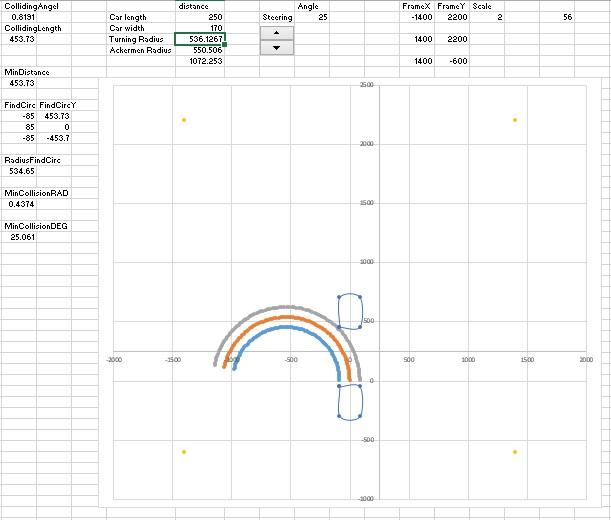 CollidingAngel distance Angle FrameX FrameY Scale
0.8191 Car length 250 Steering 25 -1400 2200 2 56
CollidingLength Car width 170
453.73 Turning Radius 536.1267 1400 2200
Ackermen Radius 550.506
1072.253 1400 -600
MinDistance
453.73
FindCirc FindCircY
-85 453.73
85 0
-85 -453.7
RadiusFindCirc
534.65
MinCollisionRAD
0.4374
MinCollisionDEG
25.061
2500
2000
1500
1000
500
-2000 -1500 -1000 -500 0 500 1000 1500 2000
0
-500
-1000